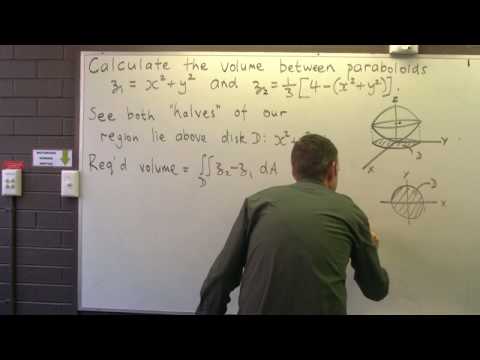 Calculate the volume between paraboloids
z₁ = x² + y² and z₂ = 1/3 [4 − (x² + y²)].
See both "halves" of our
region lie above disk D: x² +
Req'd volume = ∬_D z₂ − z₁ dA
z
y
x
D
y
D
x